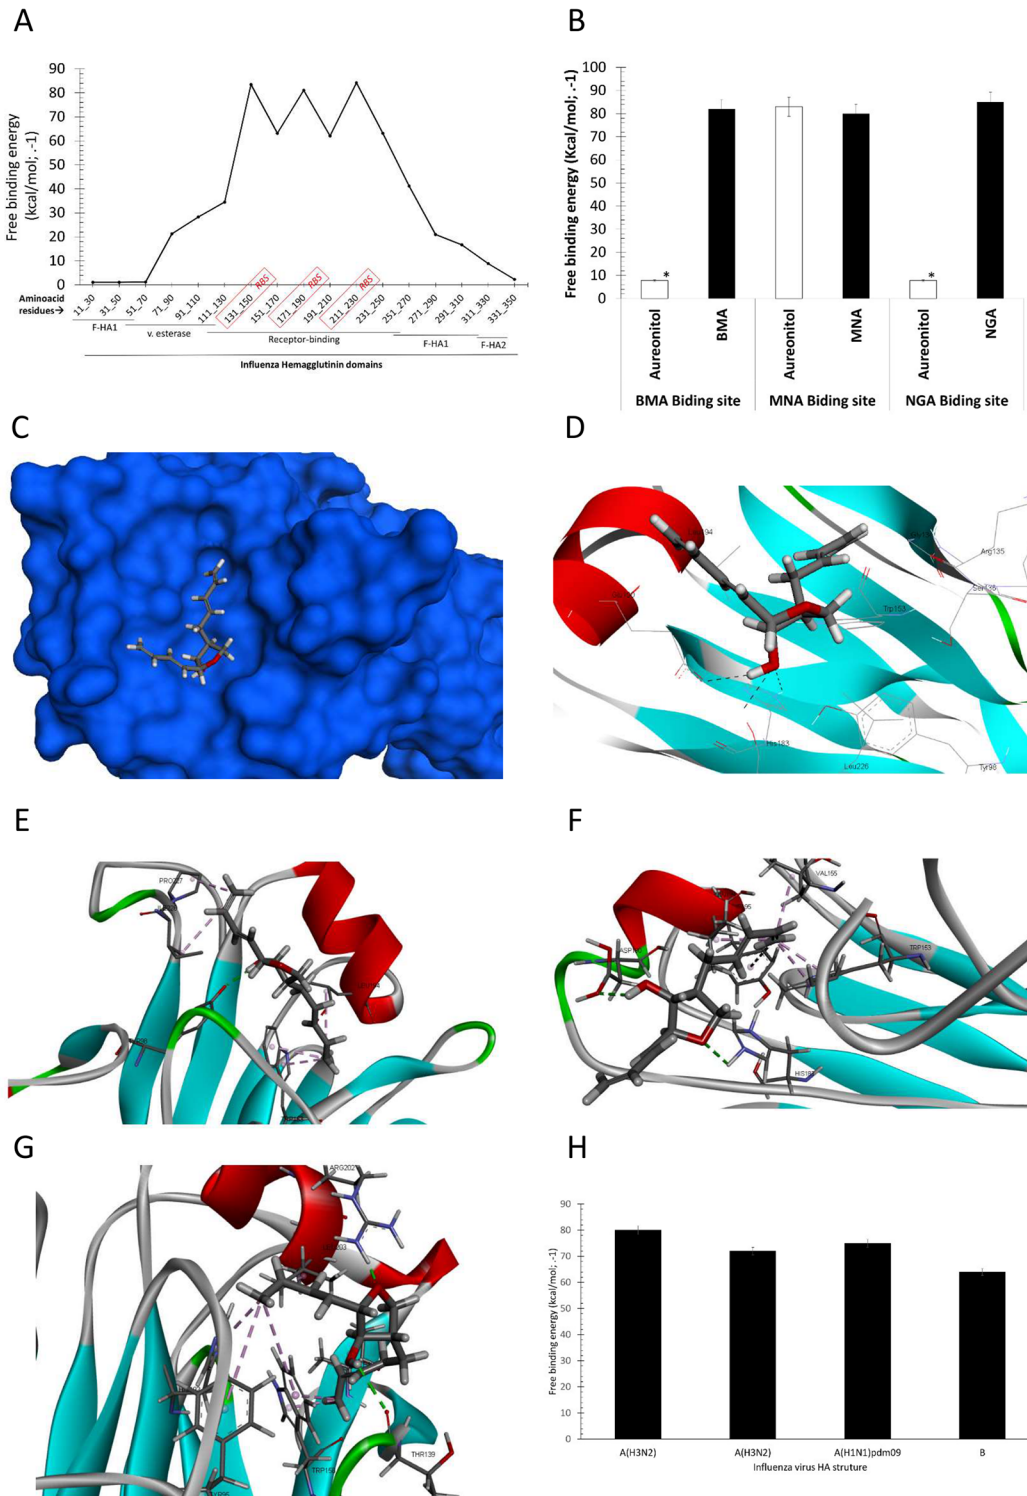 A
B
Free binding energy
(kcal/mol; .-1)
90
80
70
60
50
40
30
20
10
0
Aminoacid
residues→
11_30
31_50
51_70
71_90
91_110
111_130
131_150 RBS
151_170
171_190 RBS
191_210
211_230 RBS
231_250
251_270
271_290
291_310
311_330
331_350
F-HA1
v. esterase
Receptor-binding
F-HA1
F-HA2
Influenza Hemagglutinin domains
Free binding energy (Kcal/mol; .-1)
100
90
80
70
60
50
40
30
20
10
0
*
*
Aureonitol
BMA
Aureonitol
MNA
Aureonitol
NGA
BMA Biding site
MNA Biding site
NGA Biding site
C
D
Arg135
Trp153
His183
Leu226
Tyr98
E
F
VAL155
TRP153
G
H
ARG202
THR139
Free binding energy (kcal/mol; .-1)
90
80
70
60
50
40
30
20
10
0
A(H3N2)
A(H3N2)
A(H1N1)pdm09
B
Influenza virus HA struture